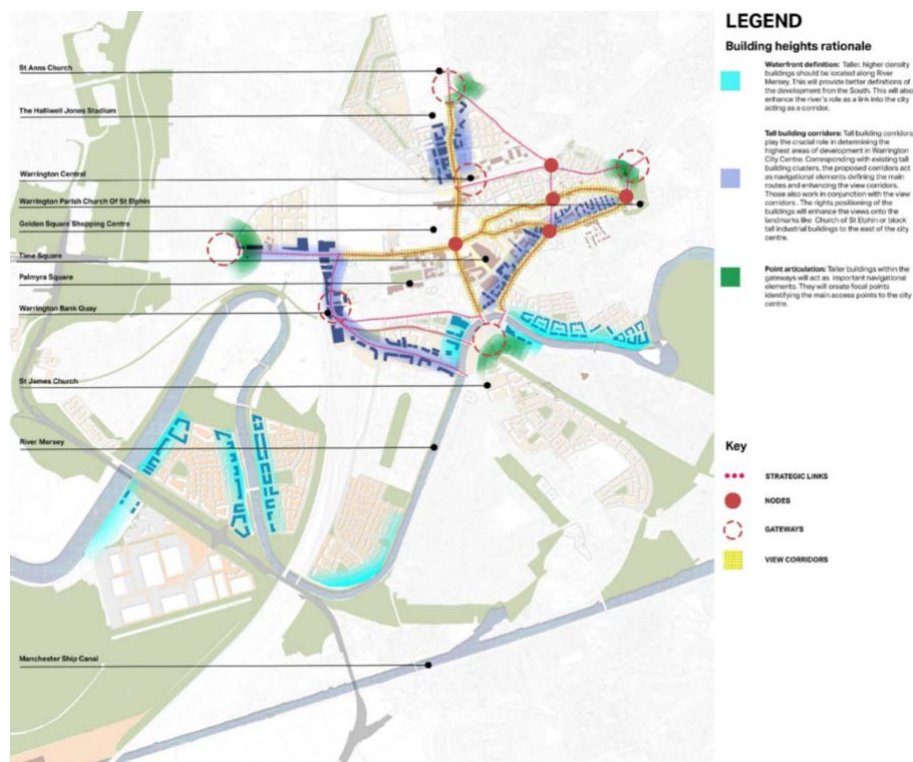 LEGEND
Building heights rationale
Waterfront definition: Taller, higher density
buildings should be located along River
Mersey. This will provide better definitions of
the development from the South. This will also
enhance the river's role as a link into the city
acting as a corridor.
Tall building corridors: Tall building corridors
play the crucial role in determining the
highest areas of development in Warrington
City Centre. Corresponding with existing tall
building clusters, the proposed corridors act
as navigational elements defining the main
routes and enhancing the view corridors.
Those also work in conjunction with the view
corridors . The rights positioning of the
buildings will enhance the views onto the
landmarks like Church of St Elphin or block
tall industrial buildings to the east of the city
centre.
Point articulation: Taller buildings within the
gateways will act as important navigational
elements. They will create focal points
identifying the main access points to the city
centre.
Key
STRATEGIC LINKS
NODES
GATEWAYS
VIEW CORRIDORS
St Anns Church
The Halliwell Jones Stadium
Warrington Central
Warrington Parish Church Of St Elphin
Golden Square Shopping Centre
Time Square
Palmyra Square
Warrington Bank Quay
St James Church
River Mersey
Manchester Ship Canal